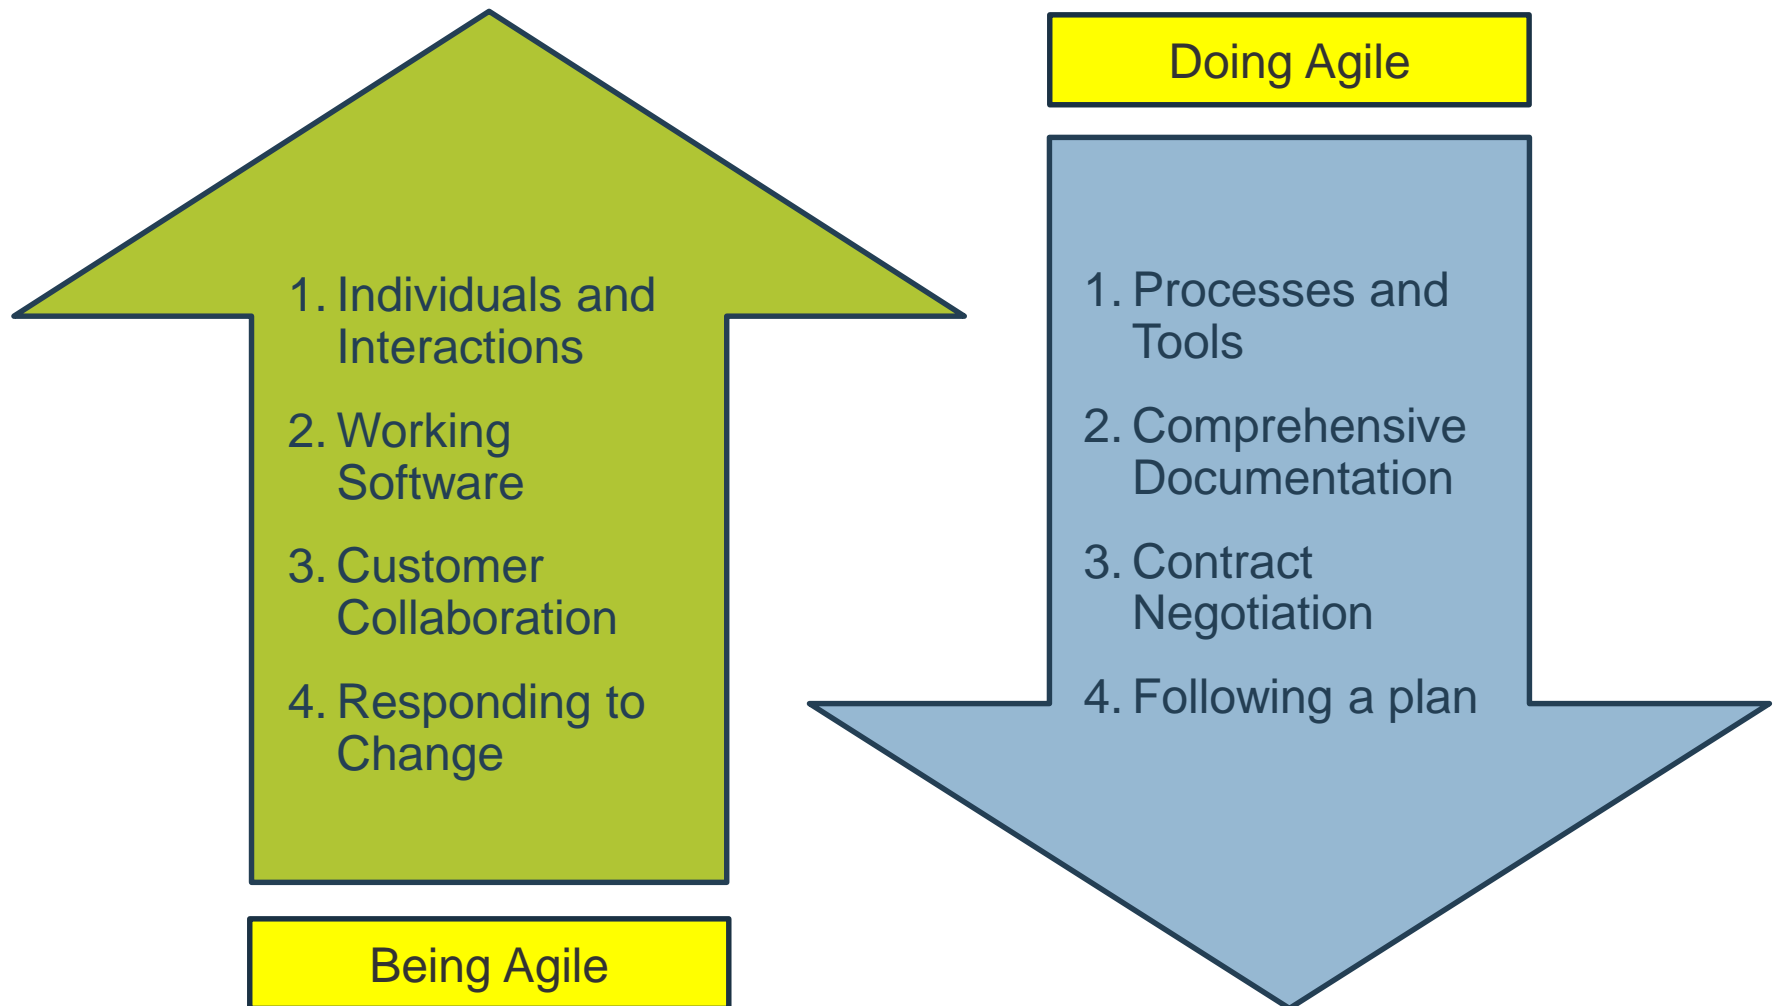 1. Individuals and
Interactions
2. Working
Software
3. Customer
Collaboration
4. Responding to
Change
Being Agile
Doing Agile
1. Processes and
Tools
2. Comprehensive
Documentation
3. Contract
Negotiation
4. Following a plan